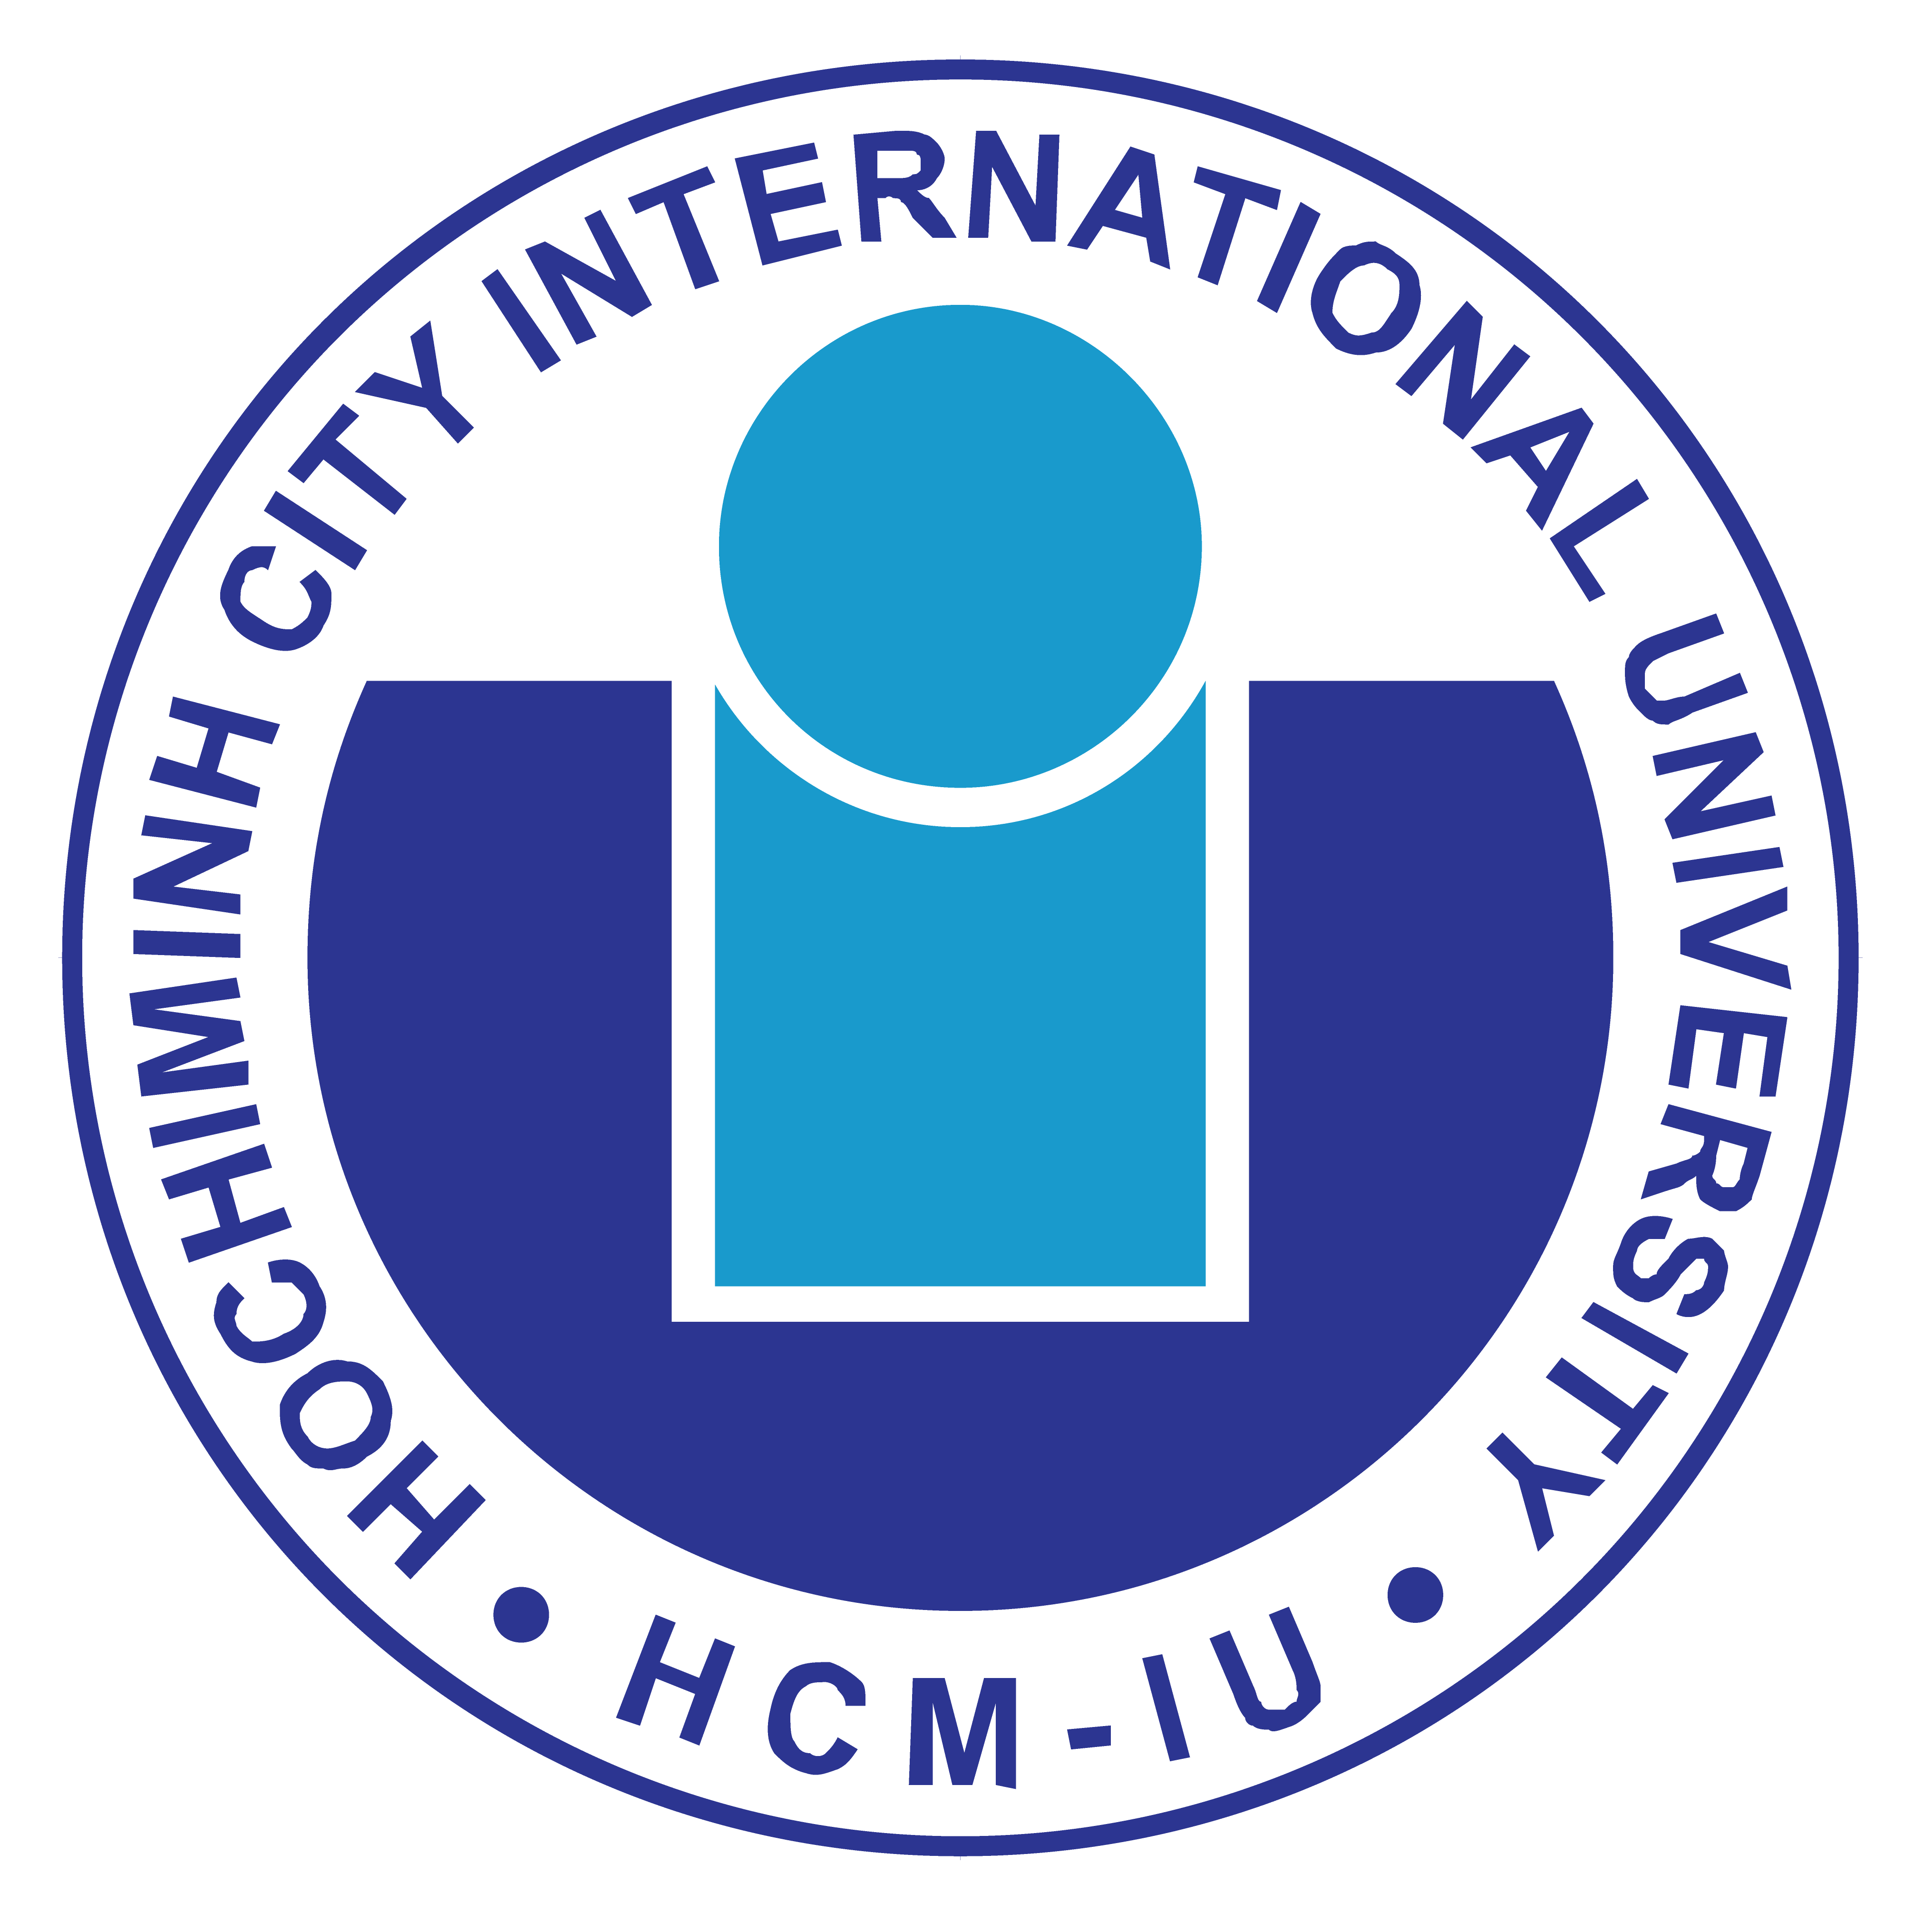 HOCHIMINH CITY INTERNATIONAL UNIVERSITY
• HCM-IU •